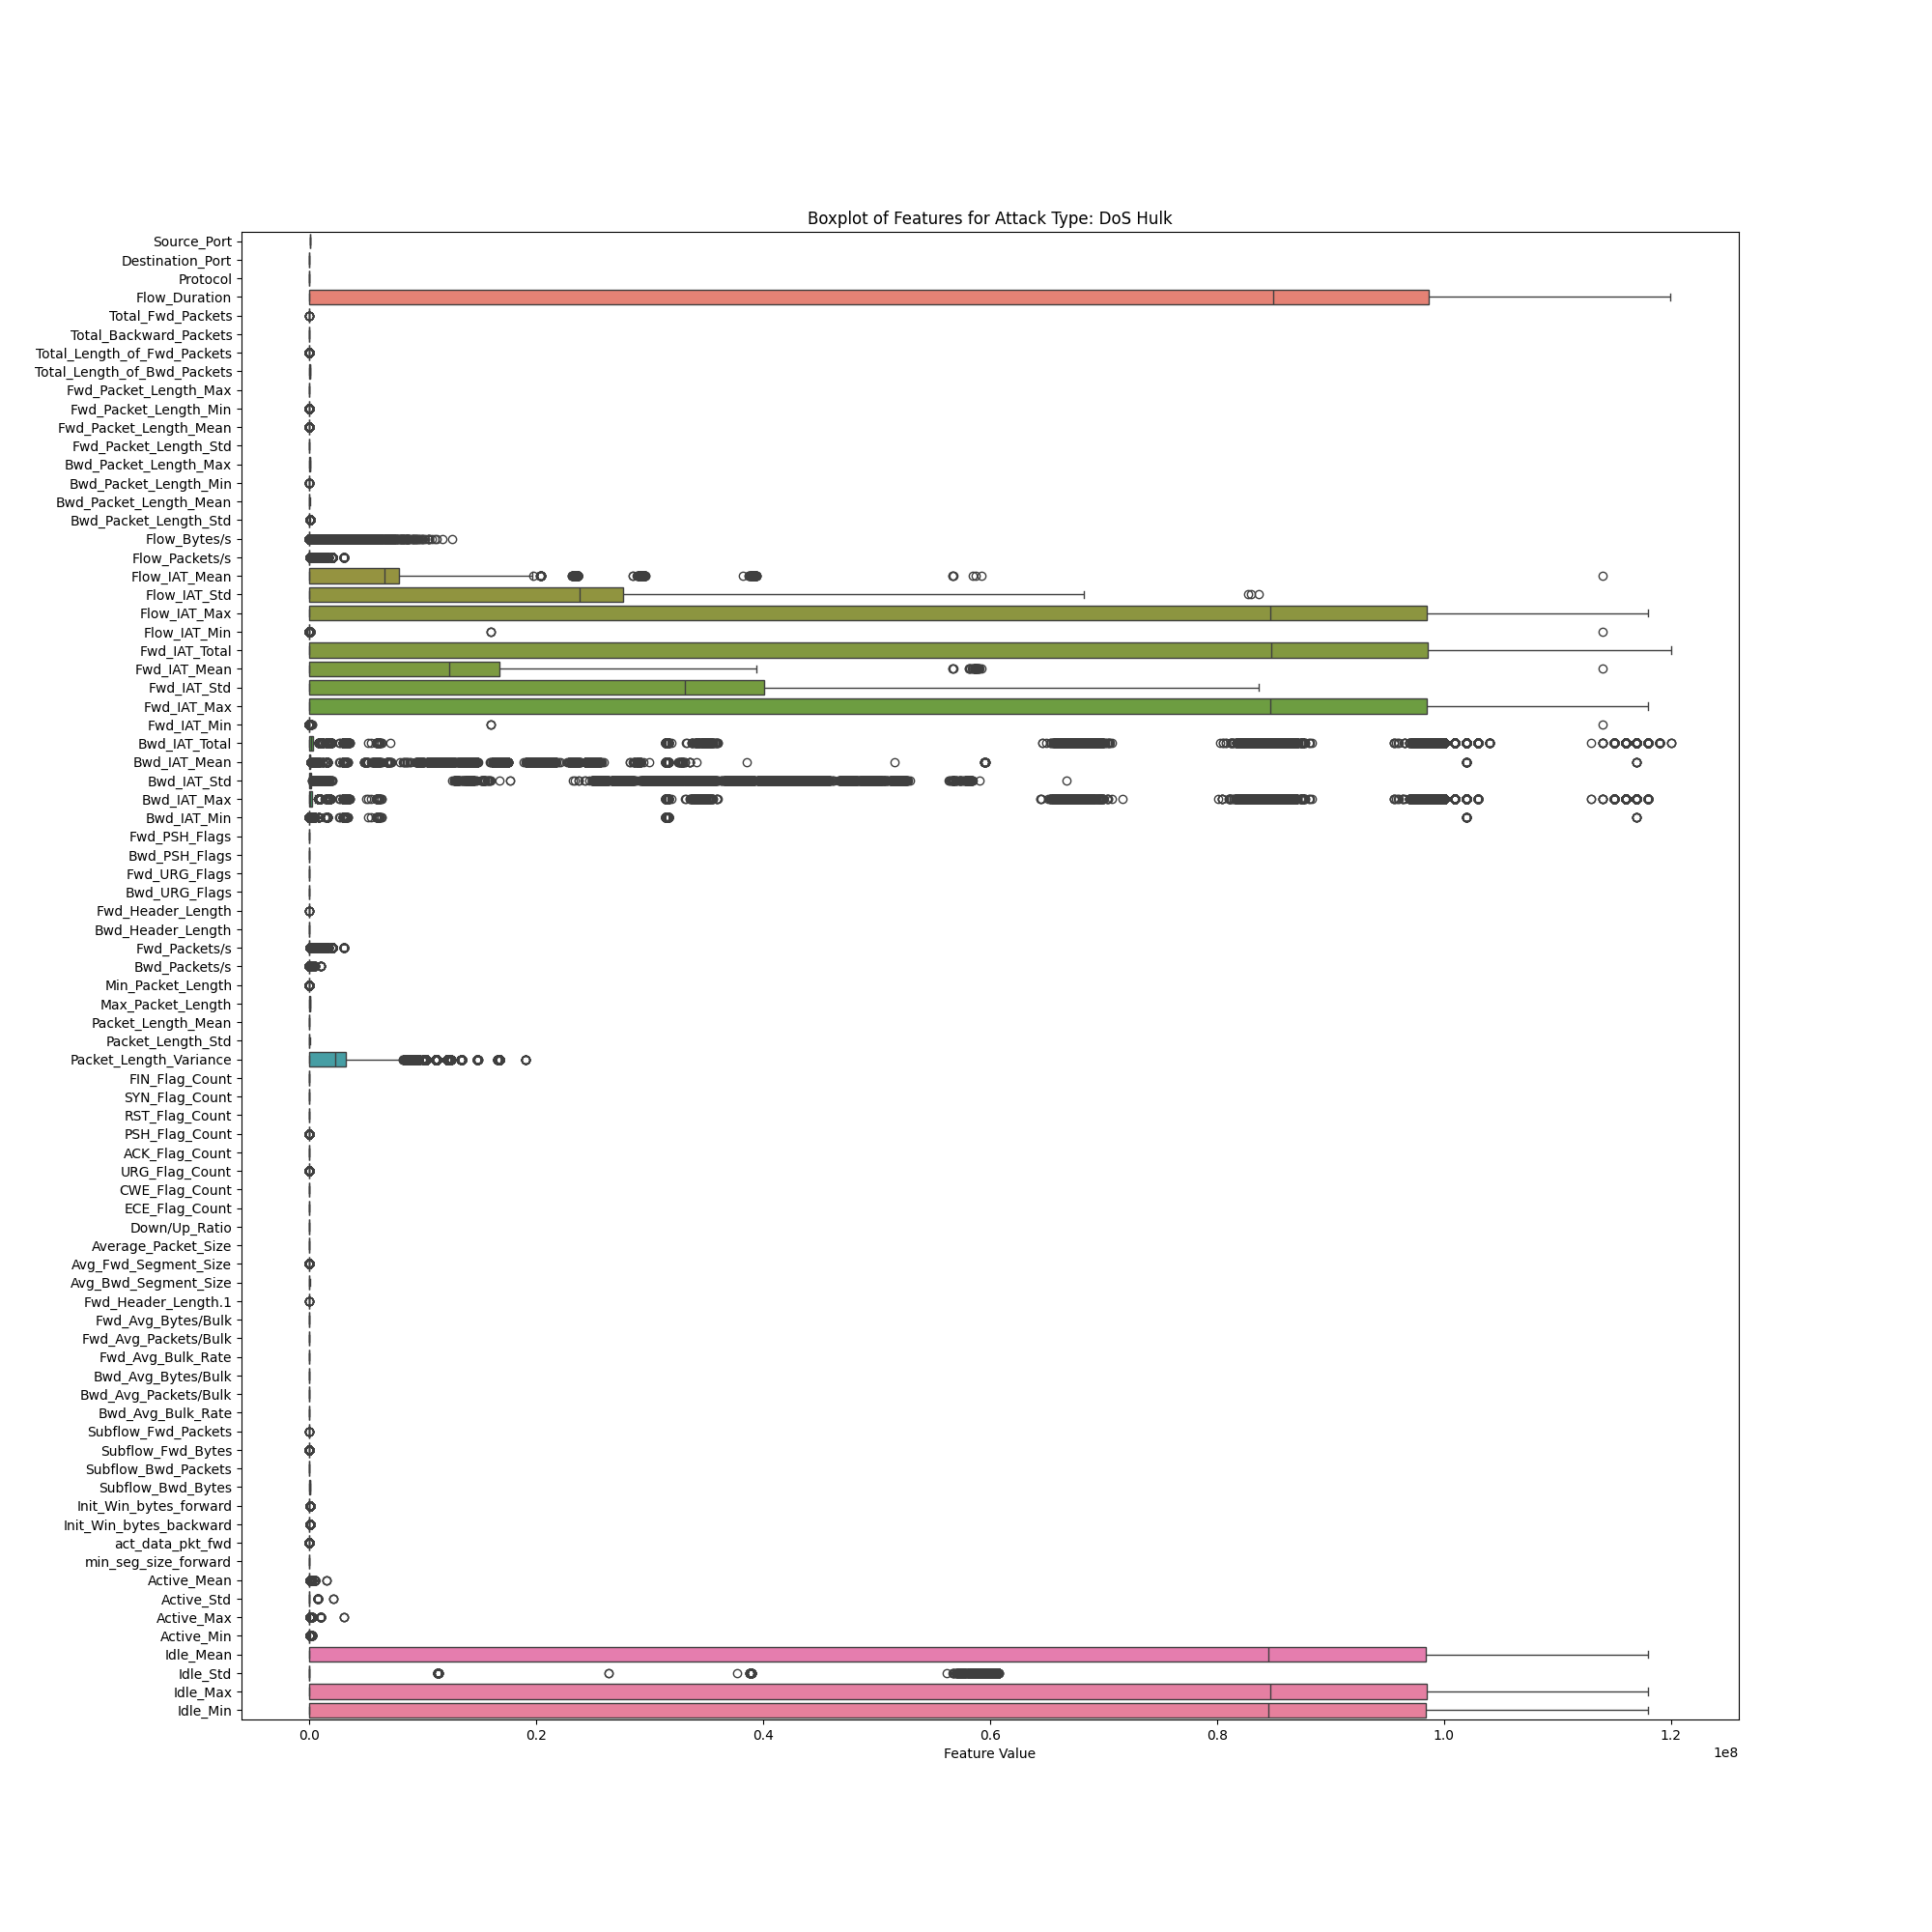 Boxplot of Features for Attack Type: DoS Hulk
Source_Port
Destination_Port
Protocol
Flow_Duration
Total_Fwd_Packets
Total_Backward_Packets
Total_Length_of_Fwd_Packets
Total_Length_of_Bwd_Packets
Fwd_Packet_Length_Max
Fwd_Packet_Length_Min
Fwd_Packet_Length_Mean
Fwd_Packet_Length_Std
Bwd_Packet_Length_Max
Bwd_Packet_Length_Min
Bwd_Packet_Length_Mean
Bwd_Packet_Length_Std
Flow_Bytes/s
Flow_Packets/s
Flow_IAT_Mean
Flow_IAT_Std
Flow_IAT_Max
Flow_IAT_Min
Fwd_IAT_Total
Fwd_IAT_Mean
Fwd_IAT_Std
Fwd_IAT_Max
Fwd_IAT_Min
Bwd_IAT_Total
Bwd_IAT_Mean
Bwd_IAT_Std
Bwd_IAT_Max
Bwd_IAT_Min
Fwd_PSH_Flags
Bwd_PSH_Flags
Fwd_URG_Flags
Bwd_URG_Flags
Fwd_Header_Length
Bwd_Header_Length
Fwd_Packets/s
Bwd_Packets/s
Min_Packet_Length
Max_Packet_Length
Packet_Length_Mean
Packet_Length_Std
Packet_Length_Variance
FIN_Flag_Count
SYN_Flag_Count
RST_Flag_Count
PSH_Flag_Count
ACK_Flag_Count
URG_Flag_Count
CWE_Flag_Count
ECE_Flag_Count
Down/Up_Ratio
Average_Packet_Size
Avg_Fwd_Segment_Size
Avg_Bwd_Segment_Size
Fwd_Header_Length.1
Fwd_Avg_Bytes/Bulk
Fwd_Avg_Packets/Bulk
Fwd_Avg_Bulk_Rate
Bwd_Avg_Bytes/Bulk
Bwd_Avg_Packets/Bulk
Bwd_Avg_Bulk_Rate
Subflow_Fwd_Packets
Subflow_Fwd_Bytes
Subflow_Bwd_Packets
Subflow_Bwd_Bytes
Init_Win_bytes_forward
Init_Win_bytes_backward
act_data_pkt_fwd
min_seg_size_forward
Active_Mean
Active_Std
Active_Max
Active_Min
Idle_Mean
Idle_Std
Idle_Max
Idle_Min
0.0 0.2 0.4 0.6 0.8 1.0 1.2
Feature Value
1e8